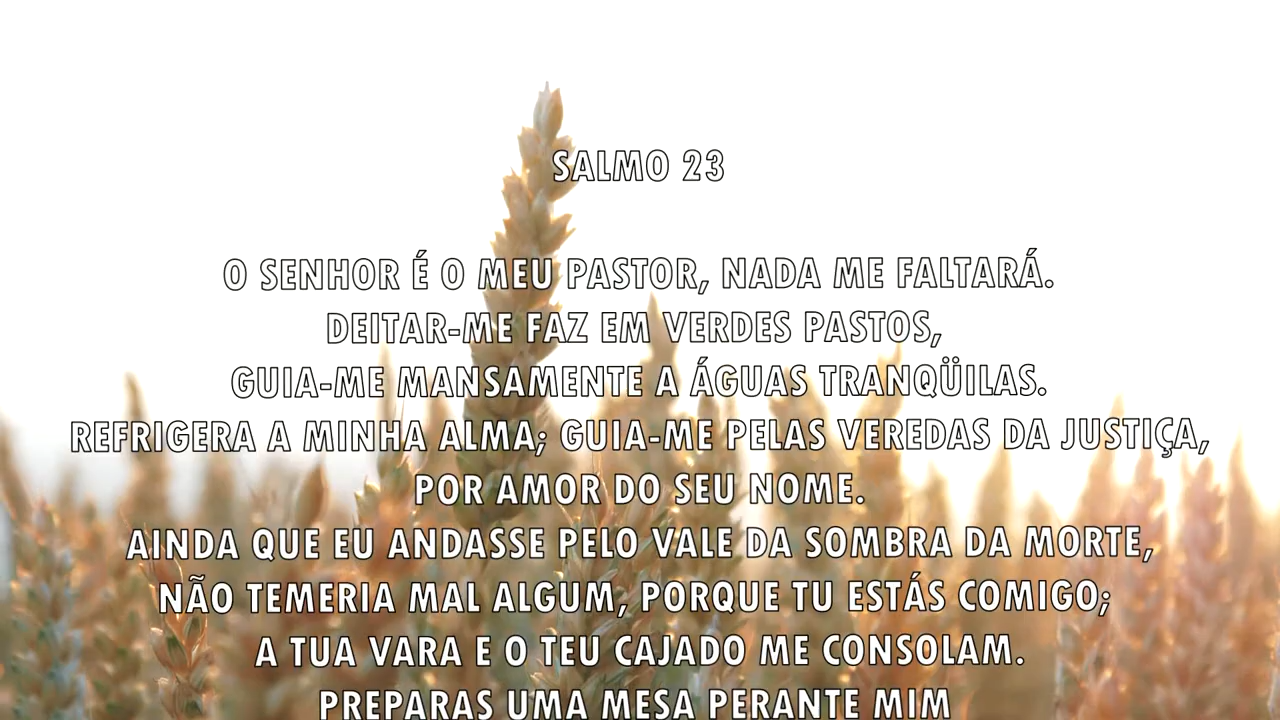 SALMO 23
O SENHOR É O MEU PASTOR, NADA ME FALTARÁ.
DEITAR-ME FAZ EM VERDES PASTOS,
GUIA-ME MANSAMENTE A ÁGUAS TRANQÜILAS.
REFRIGERA A MINHA ALMA; GUIA-ME PELAS VEREDAS DA JUSTIÇA,
POR AMOR DO SEU NOME.
AINDA QUE EU ANDASSE PELO VALE DA SOMBRA DA MORTE,
NÃO TEMERIA MAL ALGUM, PORQUE TU ESTÁS COMIGO;
A TUA VARA E O TEU CAJADO ME CONSOLAM.
PREPARAS UMA MESA PERANTE MIM